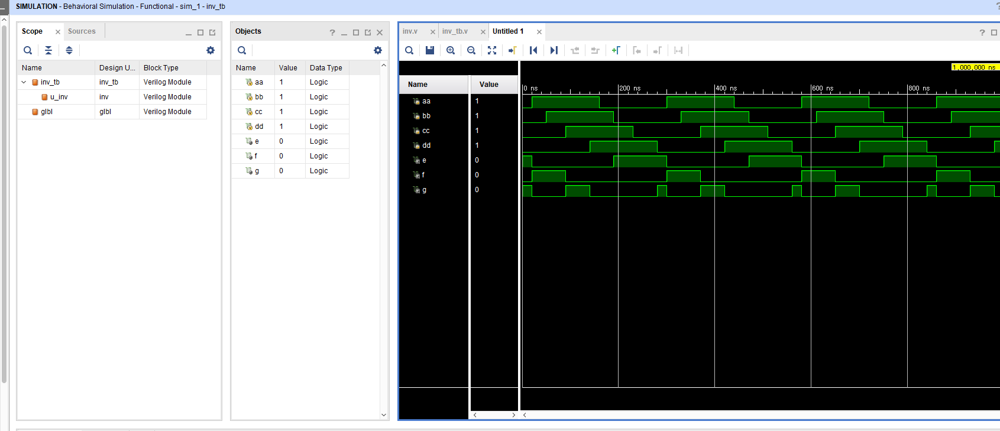 SIMULATION - Behavioral Simulation - Functional - sim_1 - inv_tb
?
Scope
Sources
Name Design U... Block Type
inv_tb inv_tb Verilog Module
u_inv inv Verilog Module
glbl glbl Verilog Module
Objects ?
Name Value Data Type
aa 1 Logic
bb 1 Logic
cc 1 Logic
dd 1 Logic
e 0 Logic
f 0 Logic
g 0 Logic
inv.v inv_tb.v Untitled 1 ?
1,000,000 ns
Name Value
0 ns 200 ns 400 ns 600 ns 800 ns
aa 1
bb 1
cc 1
dd 1
e 0
f 0
g 0